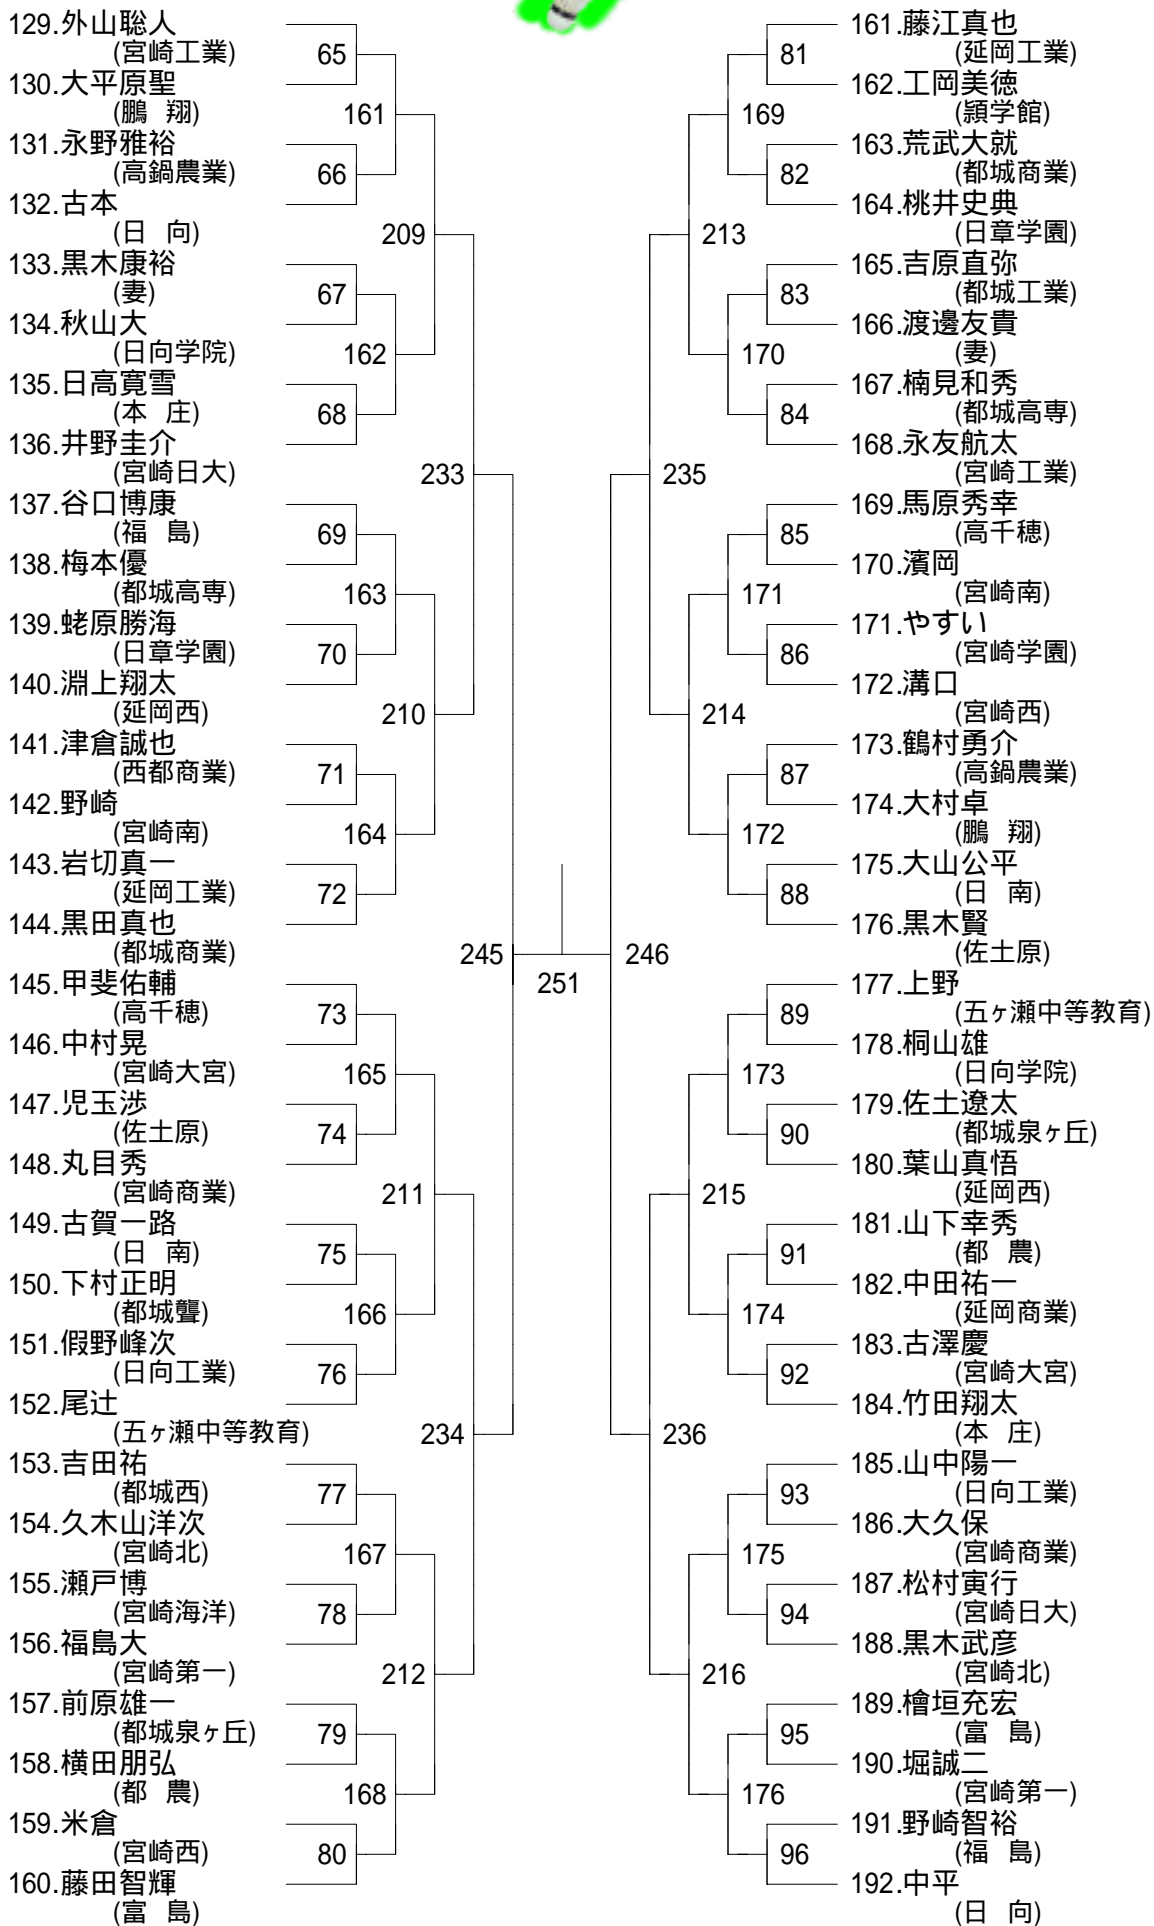 129.外山聡人
(宮崎工業)
130.大平原聖
(鵬 翔)
131.永野雅裕
(高鍋農業)
132.古本
(日 向)
133.黒木康裕
(妻)
134.秋山大
(日向学院)
135.日高寛雪
(本 庄)
136.井野圭介
(宮崎日大)
137.谷口博康
(福 島)
138.梅本優
(都城高専)
139.蛯原勝海
(日章学園)
140.淵上翔太
(延岡西)
141.津倉誠也
(西都商業)
142.野崎
(宮崎南)
143.岩切真一
(延岡工業)
144.黒田真也
(都城商業)
145.甲斐佑輔
(高千穂)
146.中村晃
(宮崎大宮)
147.児玉渉
(佐土原)
148.丸目秀
(宮崎商業)
149.古賀一路
(日 南)
150.下村正明
(都城聾)
151.假野峰次
(日向工業)
152.尾辻
(五ヶ瀬中等教育)
153.吉田祐
(都城西)
154.久木山洋次
(宮崎北)
155.瀬戸博
(宮崎海洋)
156.福島大
(宮崎第一)
157.前原雄一
(都城泉ヶ丘)
158.横田朋弘
(都 農)
159.米倉
(宮崎西)
160.藤田智輝
(富 島)
65
66
67
68
69
70
71
72
73
74
75
76
77
78
79
80
161
162
163
164
165
166
167
168
209
210
211
212
233
234
245
251
246
235
236
213
214
215
216
169
170
171
172
173
174
175
176
81
82
83
84
85
86
87
88
89
90
91
92
93
94
95
96
161.藤江真也
(延岡工業)
162.工岡美徳
(頴学館)
163.荒武大就
(都城商業)
164.桃井史典
(日章学園)
165.吉原直弥
(都城工業)
166.渡邊友貴
(妻)
167.楠見和秀
(都城高専)
168.永友航太
(宮崎工業)
169.馬原秀幸
(高千穂)
170.濱岡
(宮崎南)
171.やすい
(宮崎学園)
172.溝口
(宮崎西)
173.鶴村勇介
(高鍋農業)
174.大村卓
(鵬 翔)
175.大山公平
(日 南)
176.黒木賢
(佐土原)
177.上野
(五ヶ瀬中等教育)
178.桐山雄
(日向学院)
179.佐土遼太
(都城泉ヶ丘)
180.葉山真悟
(延岡西)
181.山下幸秀
(都 農)
182.中田祐一
(延岡商業)
183.古澤慶
(宮崎大宮)
184.竹田翔太
(本 庄)
185.山中陽一
(日向工業)
186.大久保
(宮崎商業)
187.松村寅行
(宮崎日大)
188.黒木武彦
(宮崎北)
189.檜垣充宏
(富 島)
190.堀誠二
(宮崎第一)
191.野崎智裕
(福 島)
192.中平
(日 向)